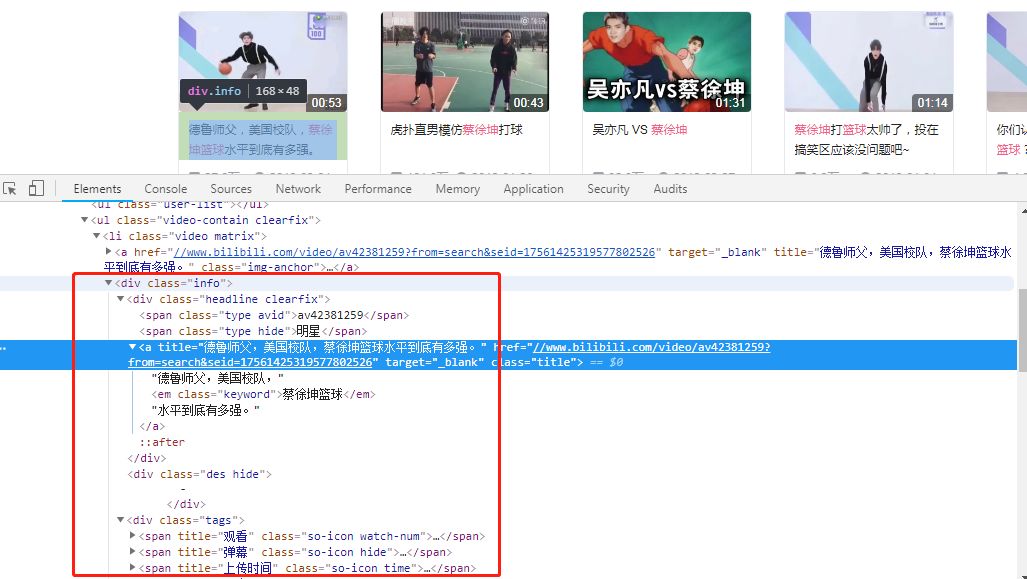 div.info | 168×48
00:53
00:43
吴亦凡VS蔡徐坤
01:31
01:14
德鲁师父，美国校队，蔡徐坤篮球水平到底有多强。
虎扑直男模仿蔡徐坤打球
吴亦凡 VS 蔡徐坤
蔡徐坤打篮球太帅了，投在搞笑区应该没问题吧~
你们认
篮球？
Elements Console Sources Network Performance Memory Application Security Audits
<ul class="user-list"></ul>
▼<ul class="video-contain clearfix">
▼<li class="video matrix">
▶<a href="//www.bilibili.com/video/av42381259?from=search&seid=17561425319577802526" target="_blank" title="德鲁师父，美国校队，蔡徐坤篮球水
平到底有多强。" class="img-anchor">…</a>
▼<div class="info">
▼<div class="headline clearfix">
<span class="type avid">av42381259</span>
<span class="type hide">明星</span>
▼<a title="德鲁师父，美国校队，蔡徐坤篮球水平到底有多强。" href="//www.bilibili.com/video/av42381259?
from=search&seid=17561425319577802526" target="_blank" class="title"> == $0
"德鲁师父，美国校队，"
<em class="keyword">蔡徐坤篮球</em>
"水平到底有多强。"
</a>
::after
</div>
<div class="des hide">
-
</div>
▼<div class="tags">
▶<span title="观看" class="so-icon watch-num">…</span>
▶<span title="弹幕" class="so-icon hide">…</span>
▶<span title="上传时间" class="so-icon time">…</span>